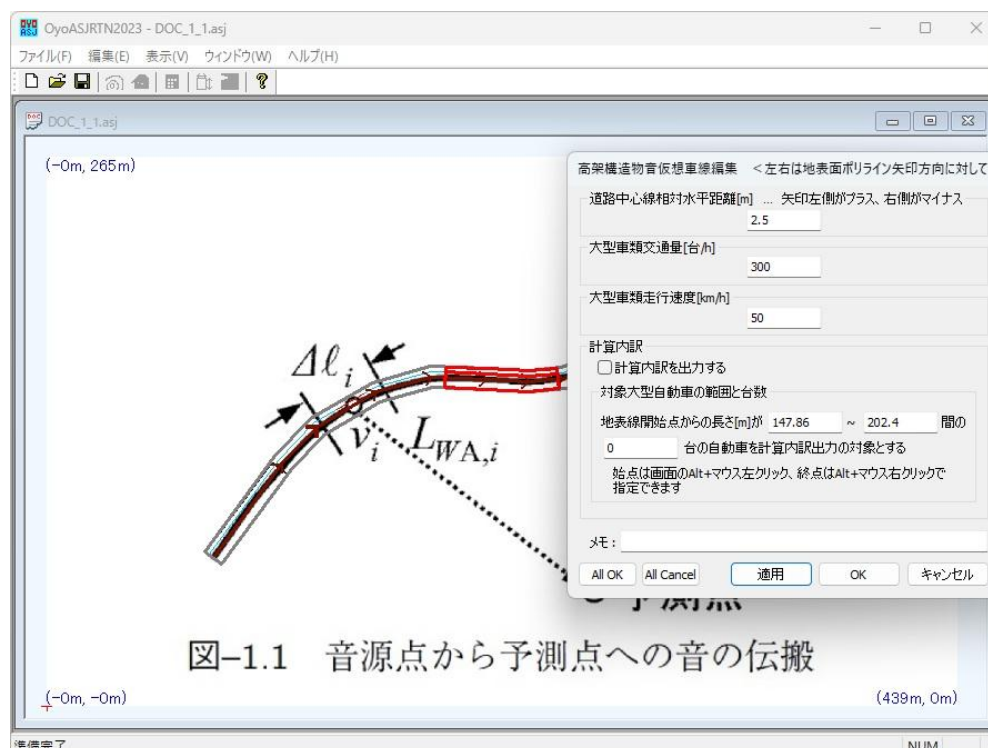 OyoASJRTN2023 - DOC_1_1.asj
ファイル(F) 編集(E) 表示(V) ウィンドウ(W) ヘルプ(H)
DOC_1_1.asj
(-0m, 265m)
高架構造物音仮想車線編集 <左右は地表面ポリライン矢印方向に対して
道路中心線相対水平距離[m] ... 矢印左側がプラス、右側がマイナス
2.5
大型車類交通量[台/h]
300
大型車類走行速度[km/h]
50
計算内訳
計算内訳を出力する
対象大型自動車の範囲と台数
地表線開始点からの長さ[m]が 147.86 ~ 202.4 間の
0 台の自動車を計算内訳出力の対象とする
始点は画面のAlt+マウス左クリック、終点はAlt+マウス右クリックで
指定できます
メモ :
All OK All Cancel 適用 OK キャンセル
Δℓi
νi
LWA,i
予測点
図-1.1 音源点から予測点への音の伝搬
(-0m, -0m)
(439m, 0m)
準備完了
NUM